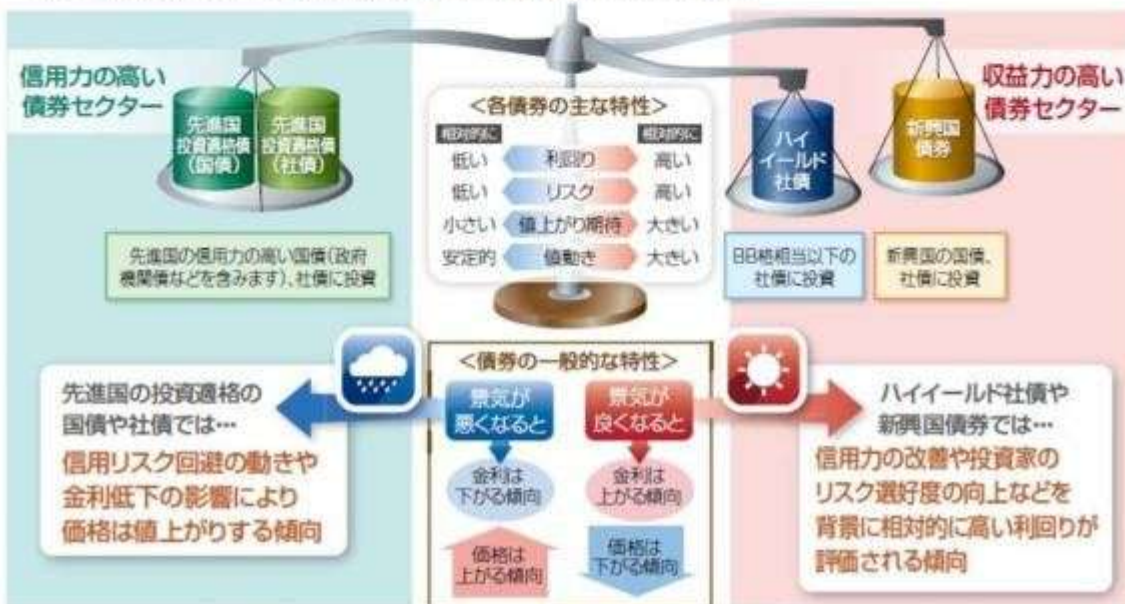 信用力の高い
債券セクター
先進国
投資適格債
（国債）
先進国
投資適格債
（社債）
先進国の信用力の高い国債（政府
機関債などを含みます）、社債に投資
＜各債券の主な特性＞
相対的に
相対的に
低い 利回り 高い
低い リスク 高い
小さい 値上がり期待 大きい
安定的 値動き 大きい
収益力の高い
債券セクター
ハイ
イールド
社債
新興国
債券
BB格相当以下の
社債に投資
新興国の国債、
社債に投資
先進国の投資適格の
国債や社債では…
信用リスク回避の動きや
金利低下の影響により
価格は値上がりする傾向
＜債券の一般的な特性＞
景気が
悪くなると
金利は
下がる傾向
価格は
上がる傾向
景気が
良くなると
金利は
上がる傾向
価格は
下がる傾向
ハイイールド社債や
新興国債券では…
信用力の改善や投資家の
リスク選好度の向上などを
背景に相対的に高い利回りが
評価される傾向